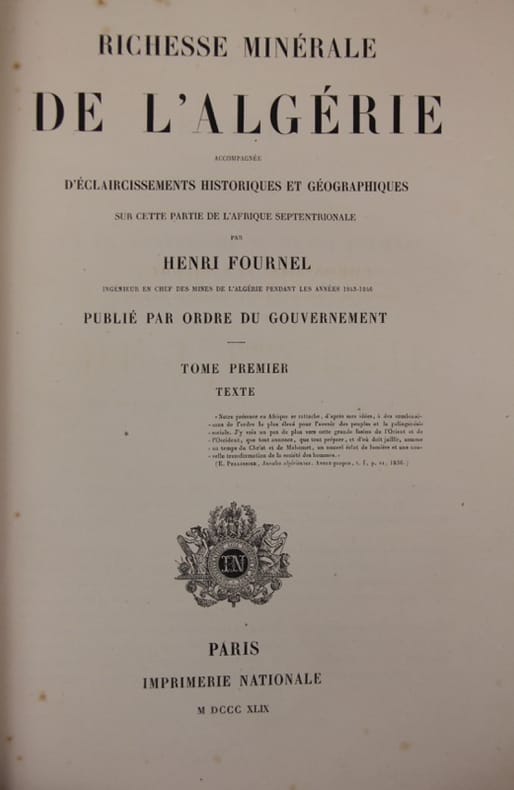 RICHESSE MINÉRALE
DE L'ALGÉRIE
ACCOMPAGNÉE
D'ÉCLAIRCISSEMENTS HISTORIQUES ET GÉOGRAPHIQUES
SUR CETTE PARTIE DE L'AFRIQUE SEPTENTRIONALE
PAR
HENRI FOURNEL
INGÉNIEUR EN CHEF DES MINES DE L'ALGÉRIE PENDANT LES ANNÉES 1843-1846
PUBLIÉ PAR ORDRE DU GOUVERNEMENT
TOME PREMIER
TEXTE
« Notre présence en Afrique se rattache, d'après mes idées, à des combinai-
« sons de l'ordre le plus élevé pour l'avenir des peuples et la palingénésie
« sociale. J'y vois un pas de plus vers cette grande fusion de l'Orient et de
« l'Occident, que tout annonce, que tout prépare, et d'où doit jaillir, comme
« au temps du Christ et de Mahomet, un nouvel éclat de lumière et une nou-
« velle transformation de la société des hommes. »
(E. PELLISSIER, Annales algériennes. Avant-propos, t. I, p. 1836.)
IN
PARIS
IMPRIMERIE NATIONALE
M DCCC XLIX